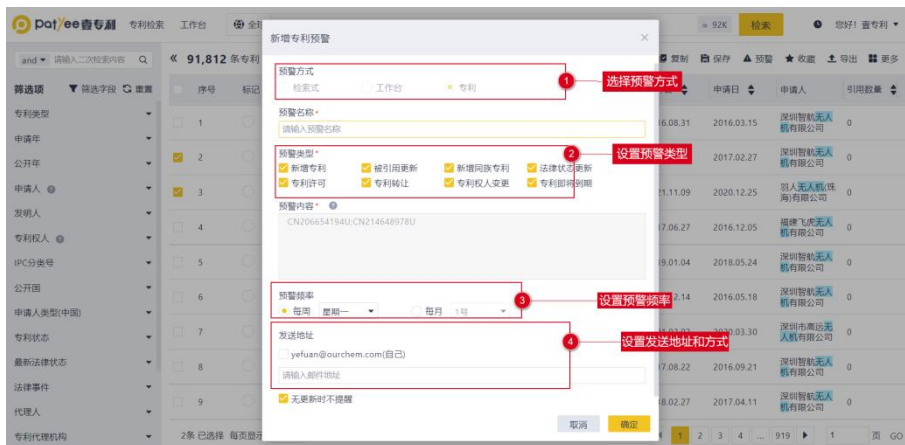 Patyee壹专利 专利检索 工作台 全球 ≡ 92K 检索 您好！壹专利
and 请输入二次检索内容 《 91,812 条专利 复制 保存 预警 收藏 导出 更多
筛选项 筛选字段 重置 序号 标记 申请日 申请人 引用数量
专利类型
申请年
公开年
申请人
发明人
专利权人
IPC分类号
公开国
申请人类型(中国)
专利状态
最新法律状态
法律事件
代理人
专利代理机构
新增专利预警
预警方式
检索式 工作台 专利
1 选择预警方式
预警名称*
请输入预警名称
预警类型*
2 设置预警类型
新增专利 被引用更新 新增同族专利 法律状态更新
专利许可 专利转让 专利权人变更 专利即将到期
预警内容*
CN206654194U;CN214648978U
预警频率
每周 星期一 每月 1号
3 设置预警频率
发送地址
4 设置发送地址和方式
yefuan@ourchem.com(自己)
请输入邮件地址
无更新时不提醒
取消 确定
1 6.08.31 2016.03.15 深圳智航无人机有限公司 0
2 2017.02.27 深圳智航无人机有限公司 0
3 1.11.09 2020.12.25 羽人无人机(珠海)有限公司 0
4 7.06.27 2016.12.05 福建飞虎无人机有限公司 0
5 9.01.04 2018.05.24 深圳智航无人机有限公司 0
6 2.14 2016.05.18 深圳智航无人机有限公司 0
7 2020.03.30 深圳市高远无人机有限公司 0
8 7.08.22 2016.09.21 深圳智航无人机有限公司 0
9 8.02.27 2017.04.11 深圳智航无人机有限公司 0
2条 已选择 每页显示 1 2 3 4 ... 919 1 页 GO